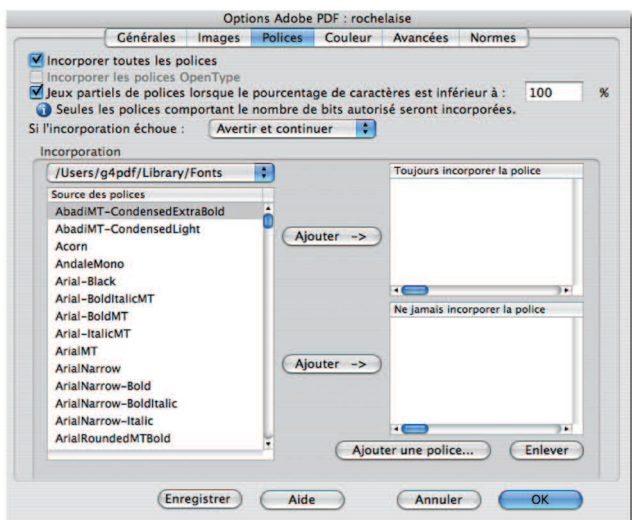 Options Adobe PDF : rochelaise
Générales Images Polices Couleur Avancées Normes
Incorporer toutes les polices
Incorporer les polices OpenType
Jeux partiels de polices lorsque le pourcentage de caractères est inférieur à : 100 %
Seules les polices comportant le nombre de bits autorisé seront incorporées.
Si l'incorporation échoue : Avertir et continuer
Incorporation
/Users/g4pdf/Library/Fonts
Source des polices
AbadiMT-CondensedExtraBold
AbadiMT-CondensedLight
Acorn
AndaleMono
Arial-Black
Arial-BoldItalicMT
Arial-BoldMT
Arial-ItalicMT
ArialMT
ArialNarrow
ArialNarrow-Bold
ArialNarrow-BoldItalic
ArialNarrow-Italic
ArialRoundedMTBold
Ajouter ->
Toujours incorporer la police
Ajouter ->
Ne jamais incorporer la police
Ajouter une police... Enlever
Enregistrer Aide Annuler OK